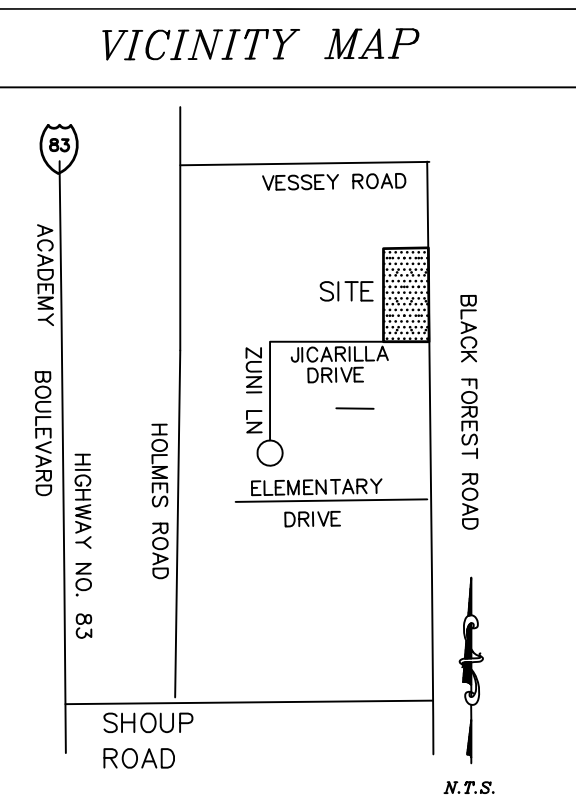 VICINITY MAP
83
VESSEY ROAD
ACADEMY BOULEVARD
SITE
BLACK FOREST ROAD
ZUNI LN
JICARILLA
DRIVE
HOLMES ROAD
HIGHWAY NO. 83
ELEMENTARY
DRIVE
SHOUP
ROAD
N.T.S.